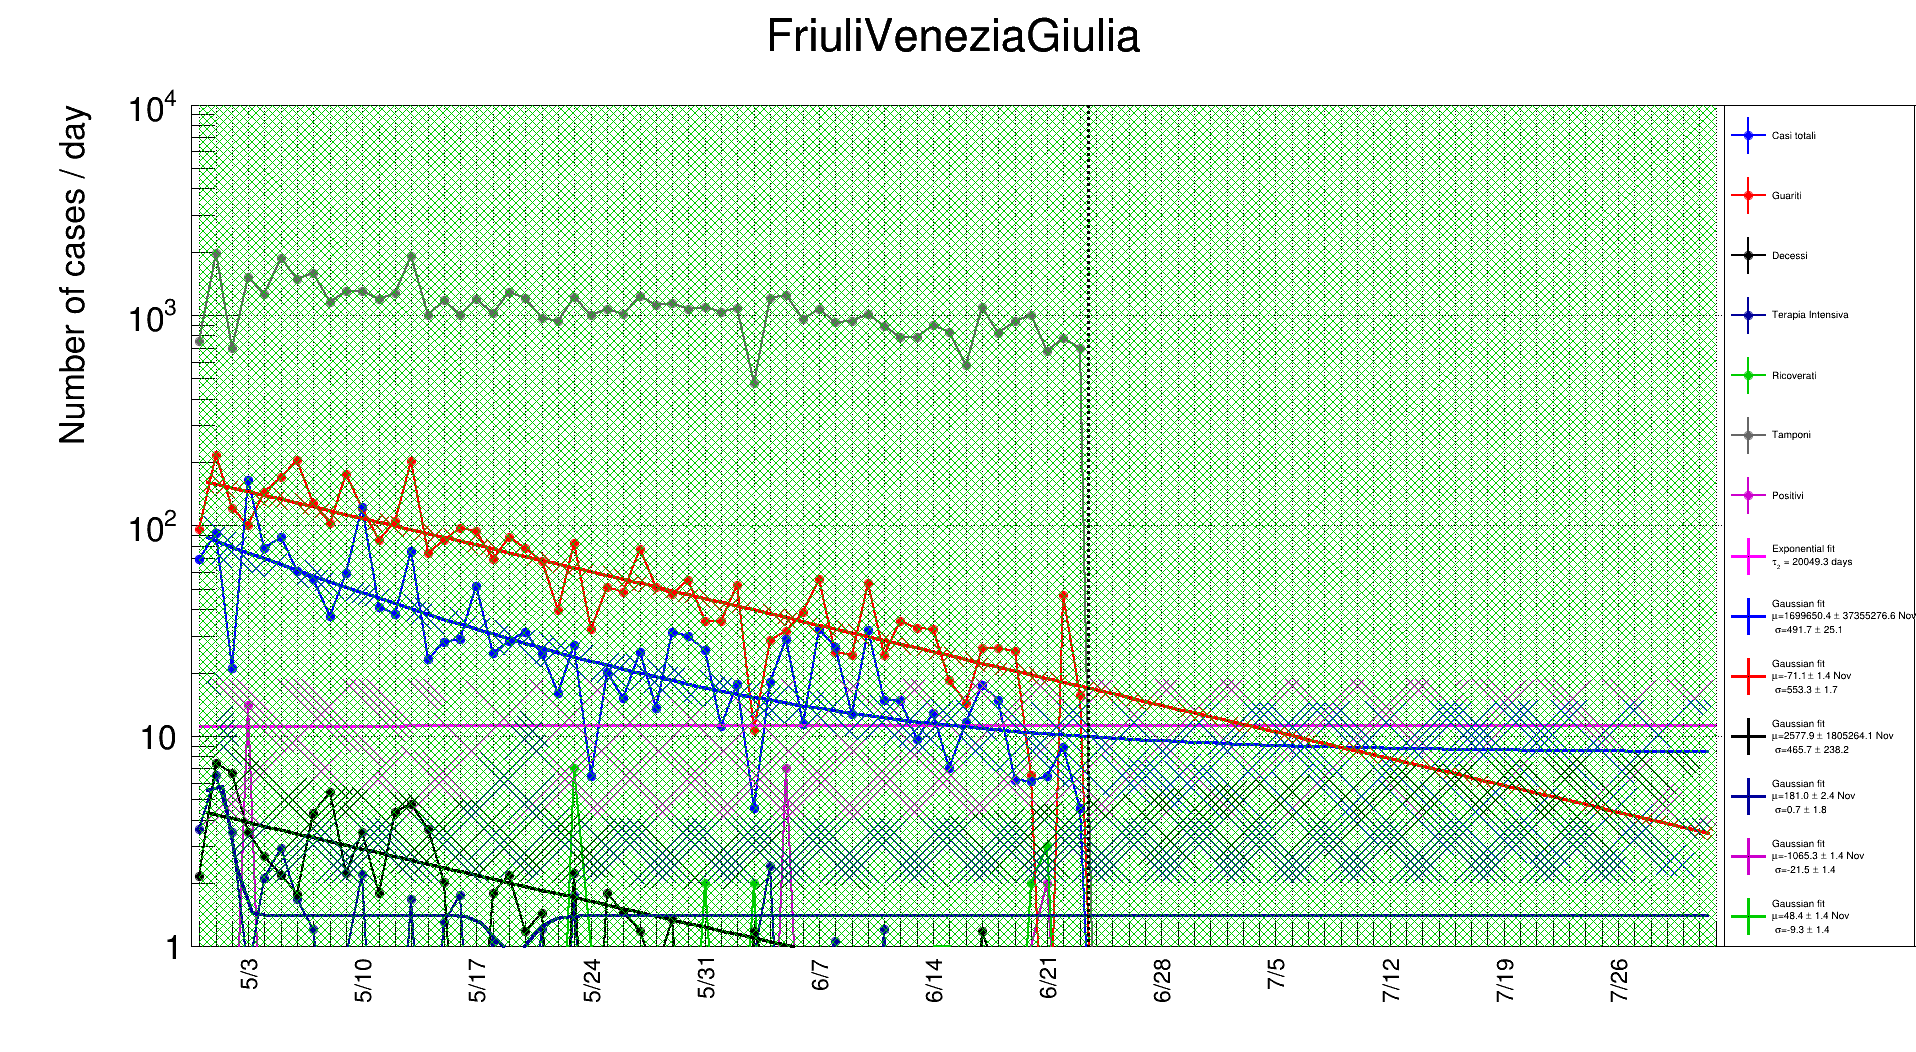 FriuliVeneziaGiulia
Number of cases / day
10^4
10^3
10^2
10
1
5/3
5/10
5/17
5/24
5/31
6/7
6/14
6/21
6/28
7/5
7/12
7/19
7/26
Casi totali
Guariti
Decessi
Terapia Intensiva
Ricoverati
Tamponi
Positivi
Exponential fit
τ₂ = 20049.3 days
Gaussian fit
μ=1699650.4 ± 37355276.6 Nov
σ=491.7 ± 25.1
Gaussian fit
μ=-71.1 ± 1.4 Nov
σ=553.3 ± 1.7
Gaussian fit
μ=2577.9 ± 1805264.1 Nov
σ=465.7 ± 238.2
Gaussian fit
μ=181.0 ± 2.4 Nov
σ=0.7 ± 1.8
Gaussian fit
μ=-1065.3 ± 1.4 Nov
σ=-21.5 ± 1.4
Gaussian fit
μ=48.4 ± 1.4 Nov
σ=-9.3 ± 1.4